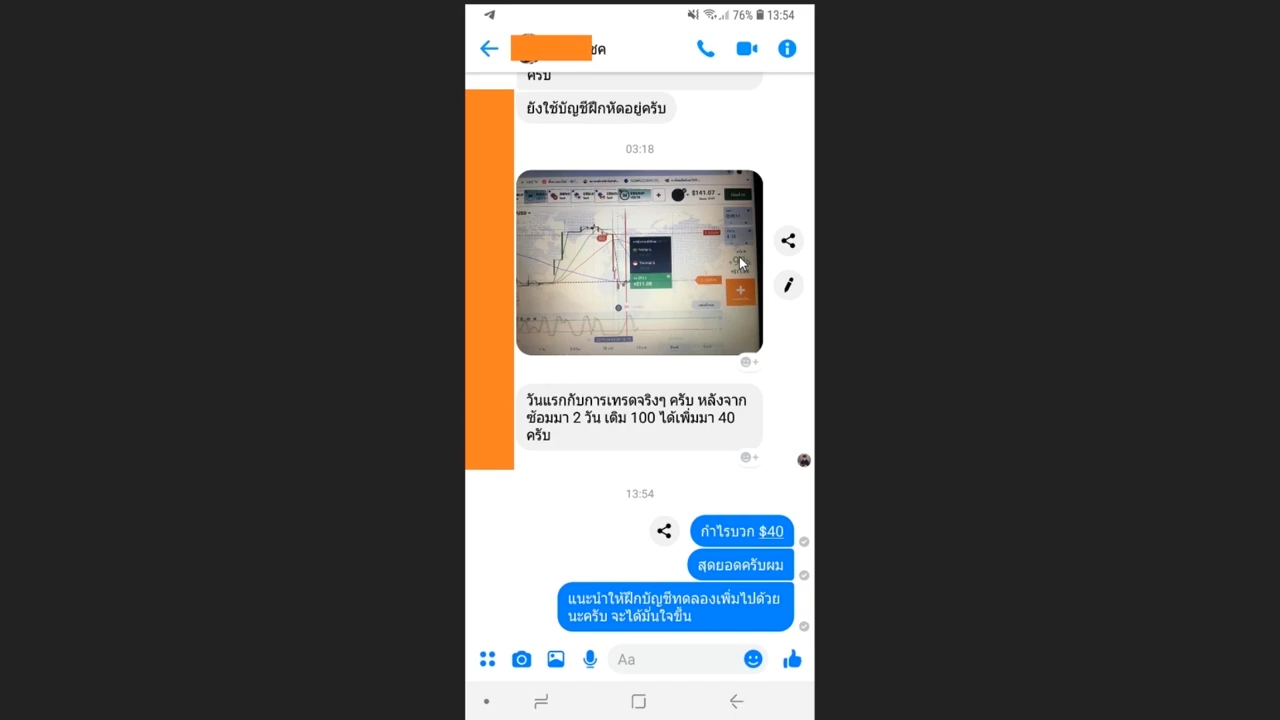 76% 13:54
ชค
ครับ
ยังใช้บัญชีฝึกหัดอยู่ครับ
03:18
$141.07
+$11.08
วันแรกกับการเทรดจริงๆ ครับ หลังจาก
ซ้อมมา 2 วัน เดิม 100 ได้เพิ่มมา 40
ครับ
13:54
กำไรบวก $40
สุดยอดครับผม
แนะนำให้ฝึกบัญชีทดลองเพิ่มไปด้วย
นะครับ จะได้มั่นใจขึ้น
Aa